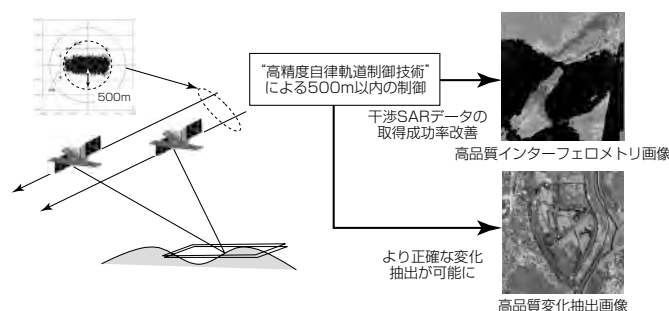 500m
“高精度自律軌道制御技術”
による500m以内の制御
干渉SARデータの
取得成功率改善
高品質インターフェロメトリ画像
より正確な変化
抽出が可能に
高品質変化抽出画像